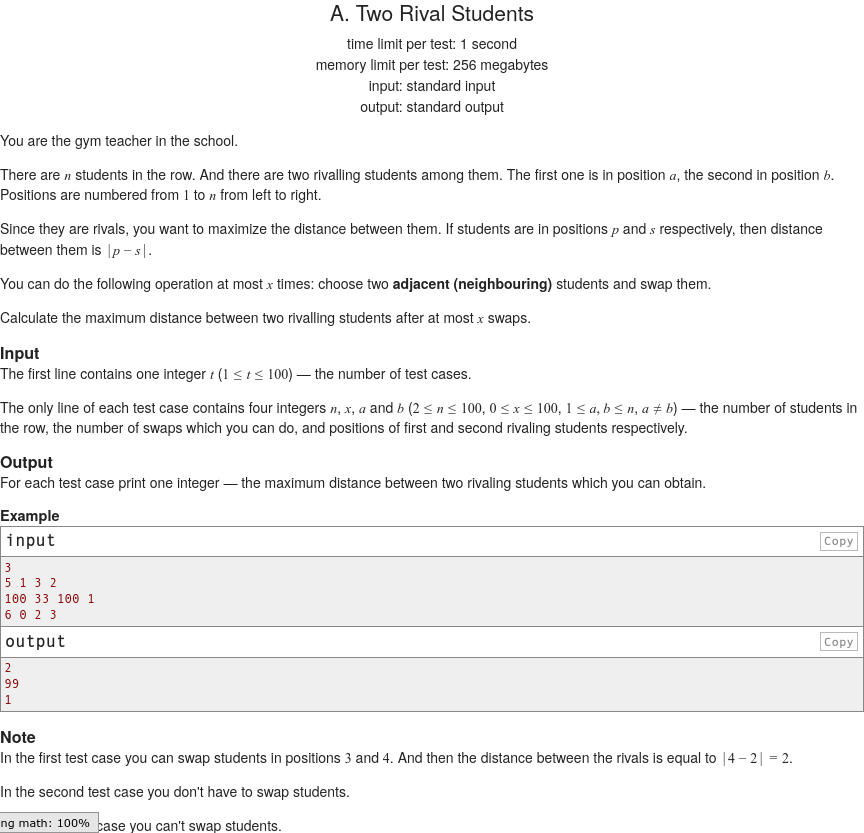 A. Two Rival Students
time limit per test: 1 second
memory limit per test: 256 megabytes
input: standard input
output: standard output
You are the gym teacher in the school.
There are n students in the row. And there are two rivalling students among them. The first one is in position a, the second in position b.
Positions are numbered from 1 to n from left to right.
Since they are rivals, you want to maximize the distance between them. If students are in positions p and s respectively, then distance
between them is |p − s|.
You can do the following operation at most x times: choose two adjacent (neighbouring) students and swap them.
Calculate the maximum distance between two rivalling students after at most x swaps.
Input
The first line contains one integer t (1 ≤ t ≤ 100) — the number of test cases.
The only line of each test case contains four integers n, x, a and b (2 ≤ n ≤ 100, 0 ≤ x ≤ 100, 1 ≤ a, b ≤ n, a ≠ b) — the number of students in
the row, the number of swaps which you can do, and positions of first and second rivaling students respectively.
Output
For each test case print one integer — the maximum distance between two rivaling students which you can obtain.
Example
input Copy
3
5 1 3 2
100 33 100 1
6 0 2 3
output Copy
2
99
1
Note
In the first test case you can swap students in positions 3 and 4. And then the distance between the rivals is equal to |4 − 2| = 2.
In the second test case you don't have to swap students.
ng math: 100% case you can't swap students.